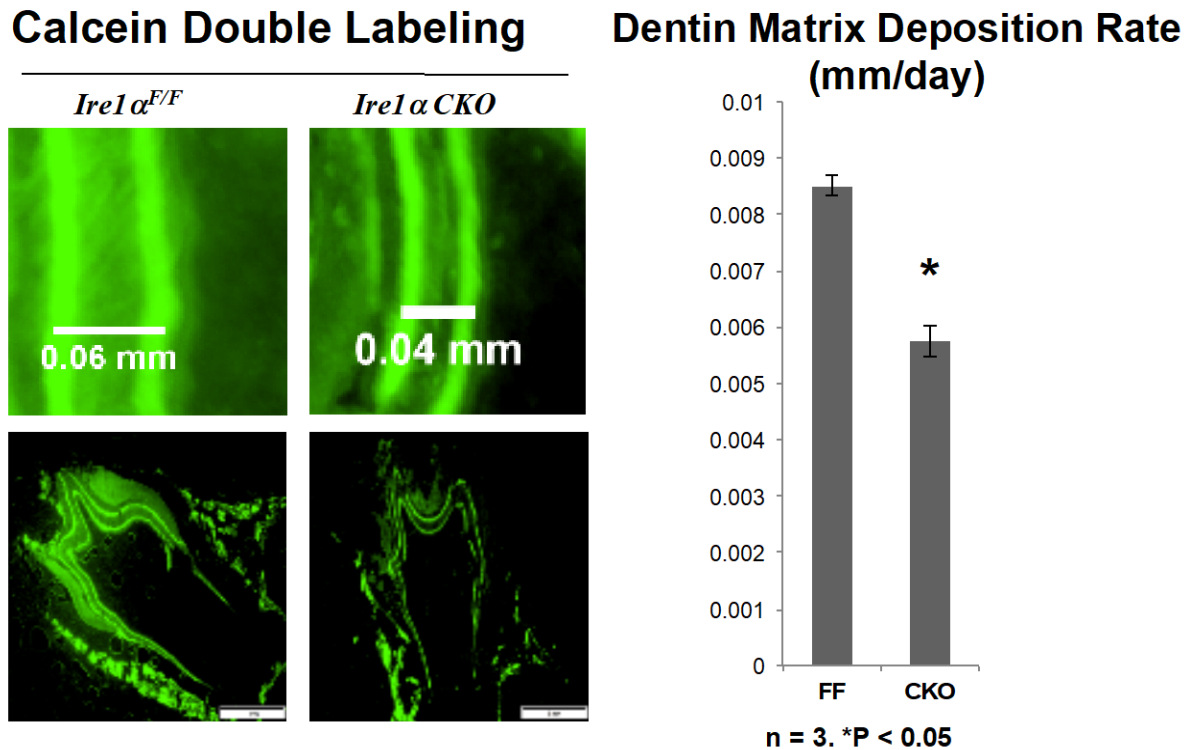 Calcein Double Labeling
Ire1αF/F
Ire1α CKO
0.06 mm
0.04 mm
Dentin Matrix Deposition Rate
(mm/day)
0.01
0.009
0.008
0.007
0.006
0.005
0.004
0.003
0.002
0.001
0
*
FF
CKO
n = 3. *P < 0.05